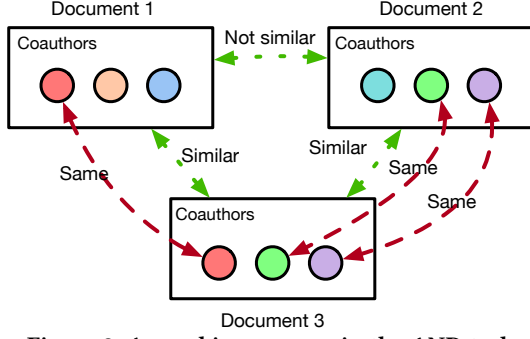 Document 1
Document 2
Coauthors
Not similar
Coauthors
Similar
Similar
Same
Same
Same
Coauthors
Document 3